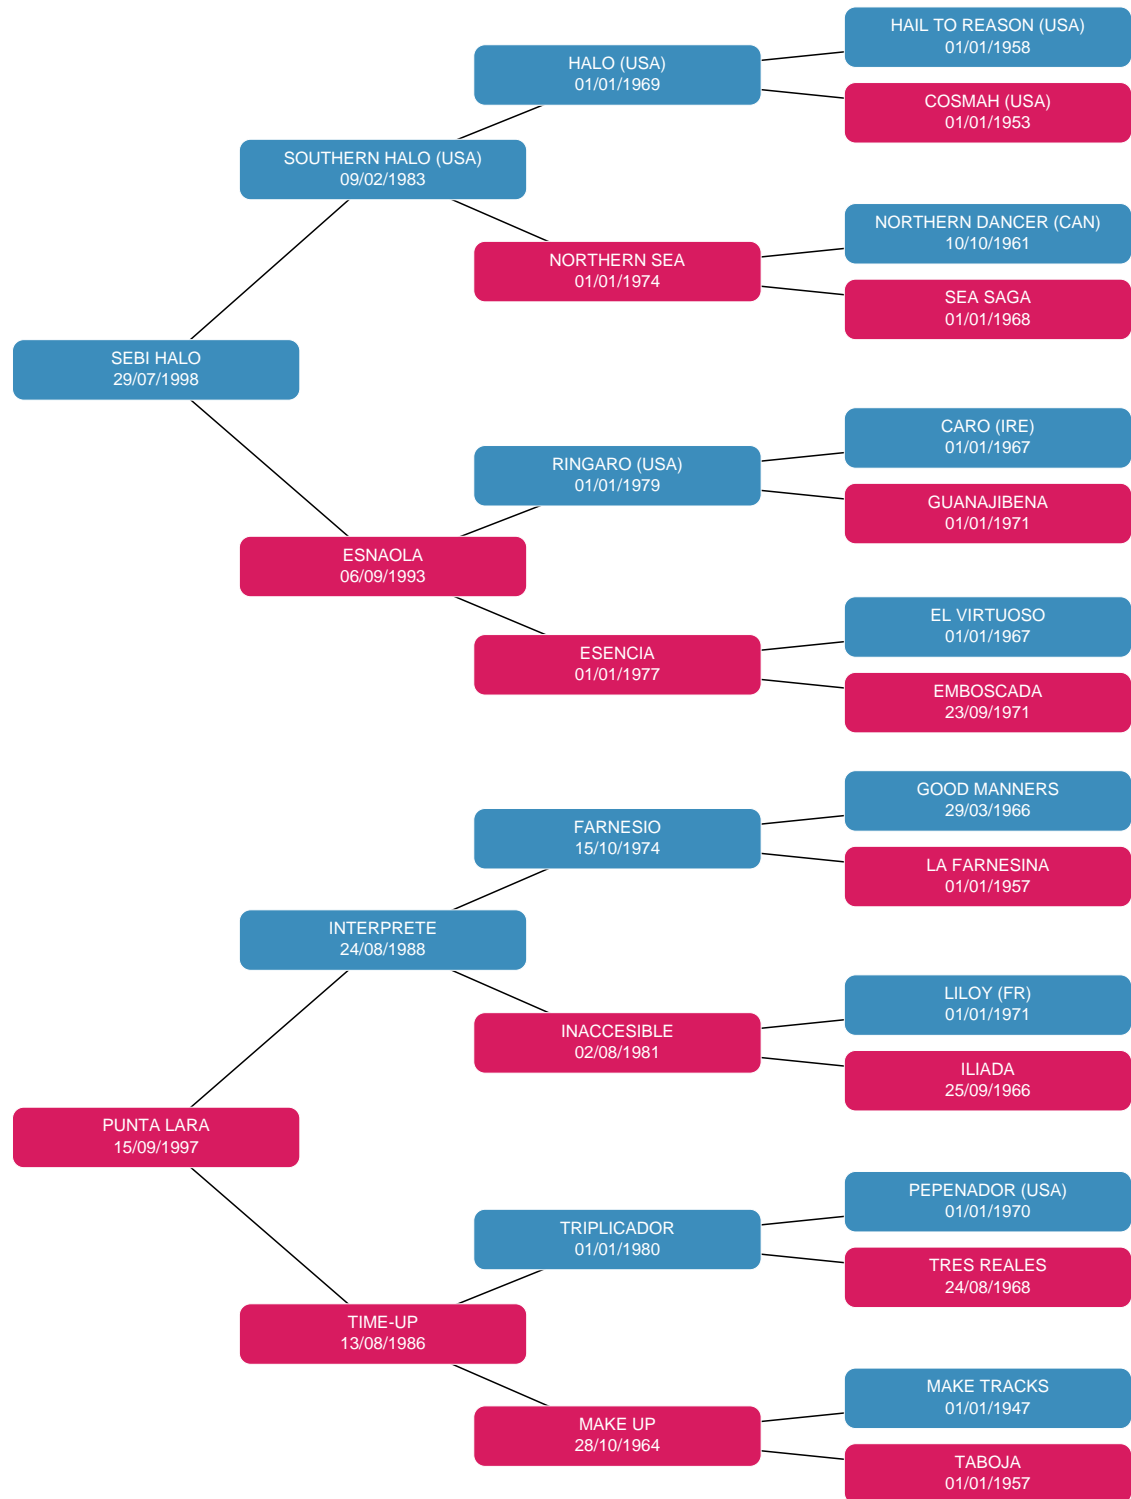 HAIL TO REASON (USA)
01/01/1958
HALO (USA)
01/01/1969
COSMAH (USA)
01/01/1953
SOUTHERN HALO (USA)
09/02/1983
NORTHERN DANCER (CAN)
10/10/1961
NORTHERN SEA
01/01/1974
SEA SAGA
01/01/1968
SEBI HALO
29/07/1998
CARO (IRE)
01/01/1967
RINGARO (USA)
01/01/1979
GUANAJIBENA
01/01/1971
ESNAOLA
06/09/1993
EL VIRTUOSO
01/01/1967
ESENCIA
01/01/1977
EMBOSCADA
23/09/1971
GOOD MANNERS
29/03/1966
FARNESIO
15/10/1974
LA FARNESINA
01/01/1957
INTERPRETE
24/08/1988
LILOY (FR)
01/01/1971
INACCESIBLE
02/08/1981
ILIADA
25/09/1966
PUNTA LARA
15/09/1997
PEPENADOR (USA)
01/01/1970
TRIPLICADOR
01/01/1980
TRES REALES
24/08/1968
TIME-UP
13/08/1986
MAKE TRACKS
01/01/1947
MAKE UP
28/10/1964
TABOJA
01/01/1957